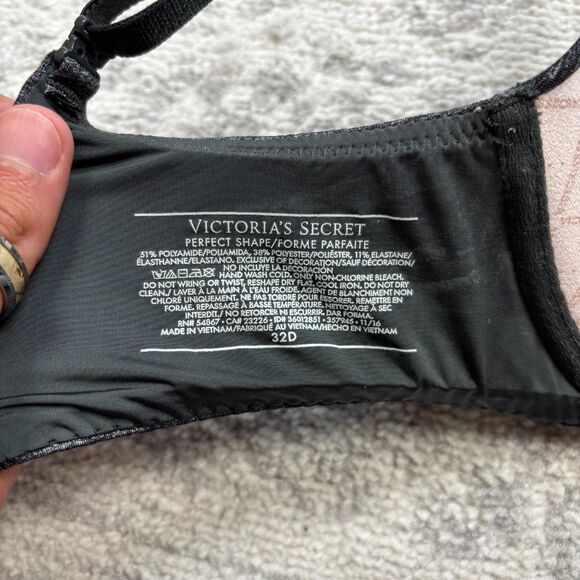 VICTORIA'S SECRET
PERFECT SHAPE/FORME PARFAITE
51% POLYAMIDE/POLIAMIDA, 38% POLYESTER/POLIÉSTER, 11% ELASTANE/
ÉLASTHANNE/ELASTANO. EXCLUSIVE OF DECORATION/SAUF DÉCORATION/
NO INCLUYE LA DECORACIÓN
HAND WASH COLD. ONLY NON-CHLORINE BLEACH.
DO NOT WRING OR TWIST, RESHAPE DRY FLAT. COOL IRON. DO NOT DRY
CLEAN./ LAVER À LA MAIN À L'EAU FROIDE. AGENT DE BLANCHIMENT NON
CHLORÉ UNIQUEMENT. NE PAS TORDRE POUR ESSORER. REMETTRE EN
FORME. REPASSAGE À BASSE TEMPÉRATURE. NETTOYAGE À SEC
INTERDIT./ NO RETORCER NI ESCURRIR. DAR FORMA.
RN# 54867 • CA# 23226 • ID# 36012851 • 357945 • 11/16
MADE IN VIETNAM/FABRIQUÉ AU VIETNAM/HECHO EN VIETNAM
32D